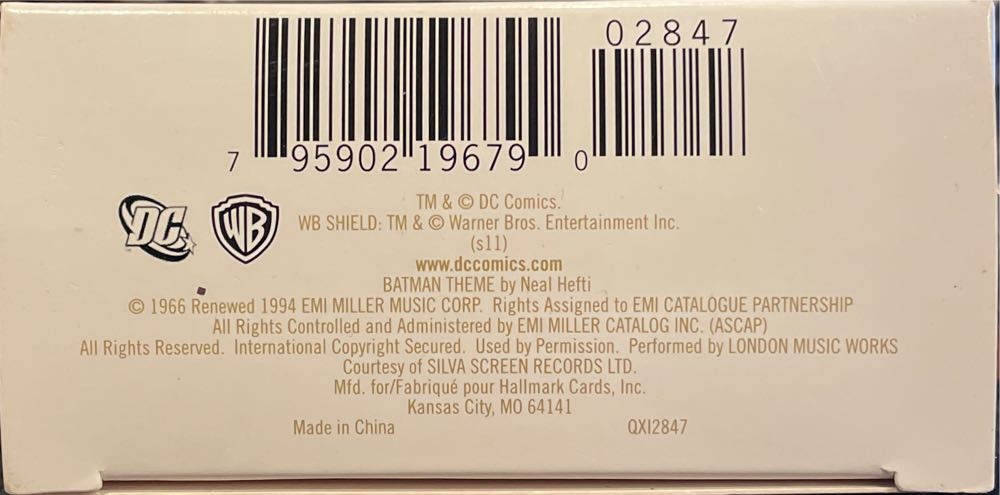 02847
7 95902 19679 0
DC
WB
TM & © DC Comics.
WB SHIELD: TM & © Warner Bros. Entertainment Inc.
(s11)
www.dccomics.com
BATMAN THEME by Neal Hefti
© 1966 Renewed 1994 EMI MILLER MUSIC CORP. Rights Assigned to EMI CATALOGUE PARTNERSHIP
All Rights Controlled and Administered by EMI MILLER CATALOG INC. (ASCAP)
All Rights Reserved. International Copyright Secured. Used by Permission. Performed by LONDON MUSIC WORKS
Courtesy of SILVA SCREEN RECORDS LTD.
Mfd. for/Fabriqué pour Hallmark Cards, Inc.
Kansas City, MO 64141
Made in China QXI2847